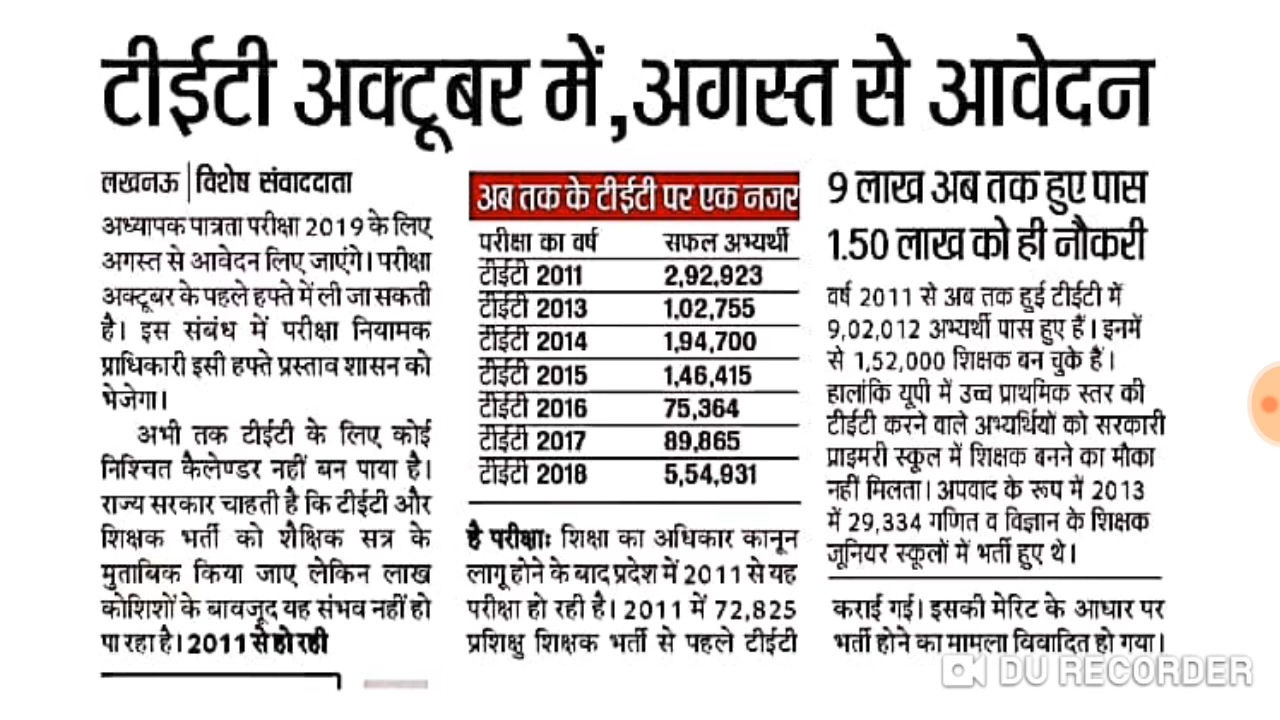 टीईटी अक्टूबर में,अगस्त से आवेदन
लखनऊ | विशेष संवाददाता
अध्यापक पात्रता परीक्षा 2019 के लिए
अगस्त से आवेदन लिए जाएंगे। परीक्षा
अक्टूबर के पहले हफ्ते में ली जा सकती
है। इस संबंध में परीक्षा नियामक
प्राधिकारी इसी हफ्ते प्रस्ताव शासन को
भेजेगा।
अभी तक टीईटी के लिए कोई
निश्चित कैलेण्डर नहीं बन पाया है।
राज्य सरकार चाहती है कि टीईटी और
शिक्षक भर्ती को शैक्षिक सत्र के
मुताबिक किया जाए लेकिन लाख
कोशिशों के बावजूद यह संभव नहीं हो
पा रहा है। 2011 से हो रही
अब तक के टीईटी पर एक नजर
परीक्षा का वर्ष सफल अभ्यर्थी
टीईटी 2011 2,92,923
टीईटी 2013 1,02,755
टीईटी 2014 1,94,700
टीईटी 2015 1,46,415
टीईटी 2016 75,364
टीईटी 2017 89,865
टीईटी 2018 5,54,931
है परीक्षा: शिक्षा का अधिकार कानून
लागू होने के बाद प्रदेश में 2011 से यह
परीक्षा हो रही है। 2011 में 72,825
प्रशिक्षु शिक्षक भर्ती से पहले टीईटी
9 लाख अब तक हुए पास
1.50 लाख को ही नौकरी
वर्ष 2011 से अब तक हुई टीईटी में
9,02,012 अभ्यर्थी पास हुए हैं। इनमें
से 1,52,000 शिक्षक बन चुके हैं।
हालांकि यूपी में उच्च प्राथमिक स्तर की
टीईटी करने वाले अभ्यर्थियों को सरकारी
प्राइमरी स्कूल में शिक्षक बनने का मौका
नहीं मिलता। अपवाद के रूप में 2013
में 29,334 गणित व विज्ञान के शिक्षक
जूनियर स्कूलों में भर्ती हुए थे।
कराई गई। इसकी मेरिट के आधार पर
भर्ती होने का मामला विवादित हो गया।
DU RECORDER